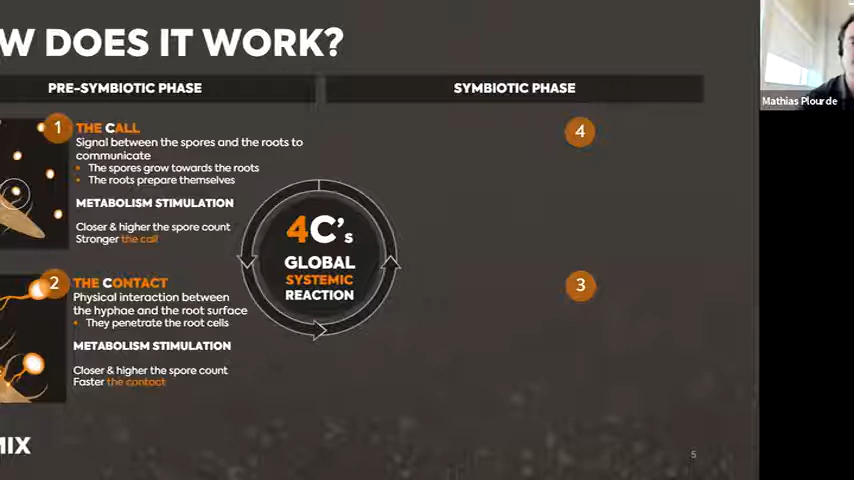 W DOES IT WORK?
PRE-SYMBIOTIC PHASE
SYMBIOTIC PHASE
1
THE CALL
Signal between the spores and the roots to
communicate
The spores grow towards the roots
The roots prepare themselves
METABOLISM STIMULATION
Closer & higher the spore count
Stronger the call
2
THE CONTACT
Physical interaction between
the hyphae and the root surface
They penetrate the root cells
METABOLISM STIMULATION
Closer & higher the spore count
Faster the contact
4C's
GLOBAL
SYSTEMIC
REACTION
4
3
MIX
5
Mathias Plourde